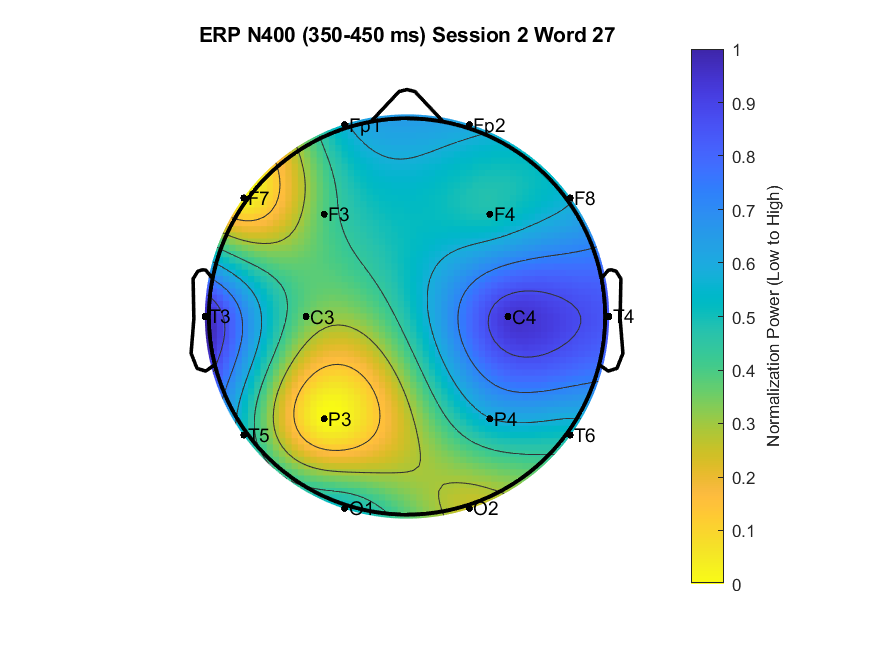 ERP N400 (350-450 ms) Session 2 Word 27
1
Fp1 Fp2
0.9
0.8
F7 F3 F4 F8
0.7
0.6
T3 C3 C4 T4
0.5
0.4
P3 P4
T5 T6
0.3
0.2
O1 O2
0.1
0
Normalization Power (Low to High)